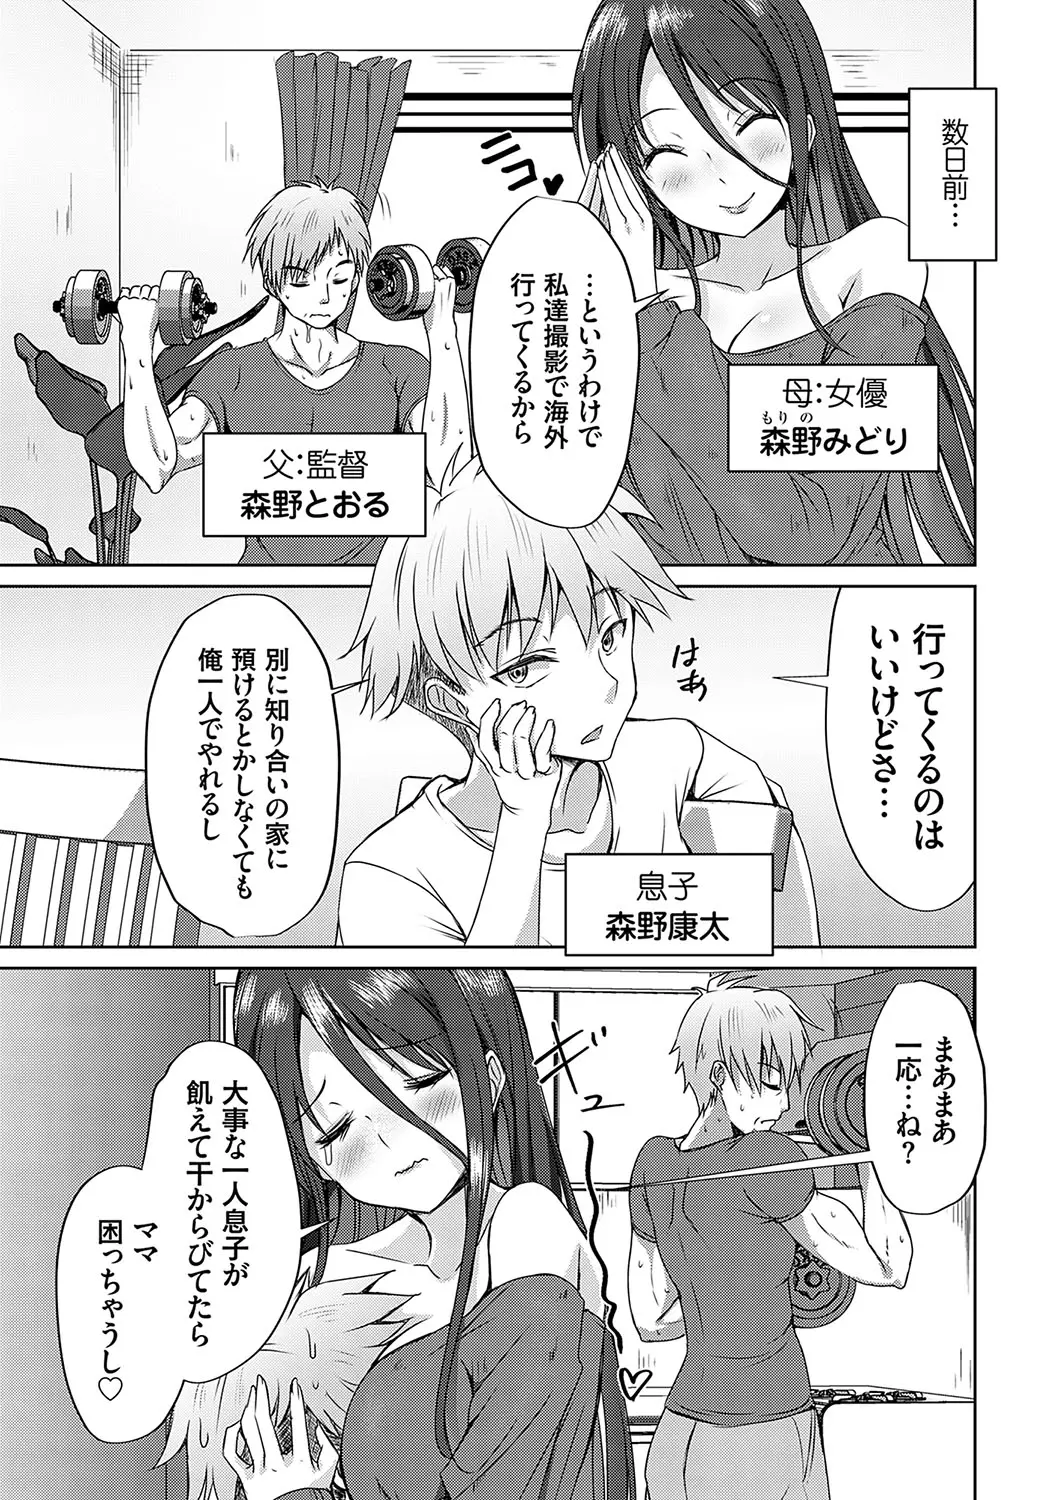 数日前…
…というわけで
私達撮影で海外
行ってくるから
母:女優
もりの
森野みどり
父:監督
森野とおる
行ってくるのは
いいけどさ…
はぁ
別に知り合いの家に
預けるとかしなくても
俺一人でやれるし
息子
森野康太
まあまあ
一応…ね?
ギュ
大事な一人息子が
飢えて干からびてたら
ママ
困っちゃうし♡